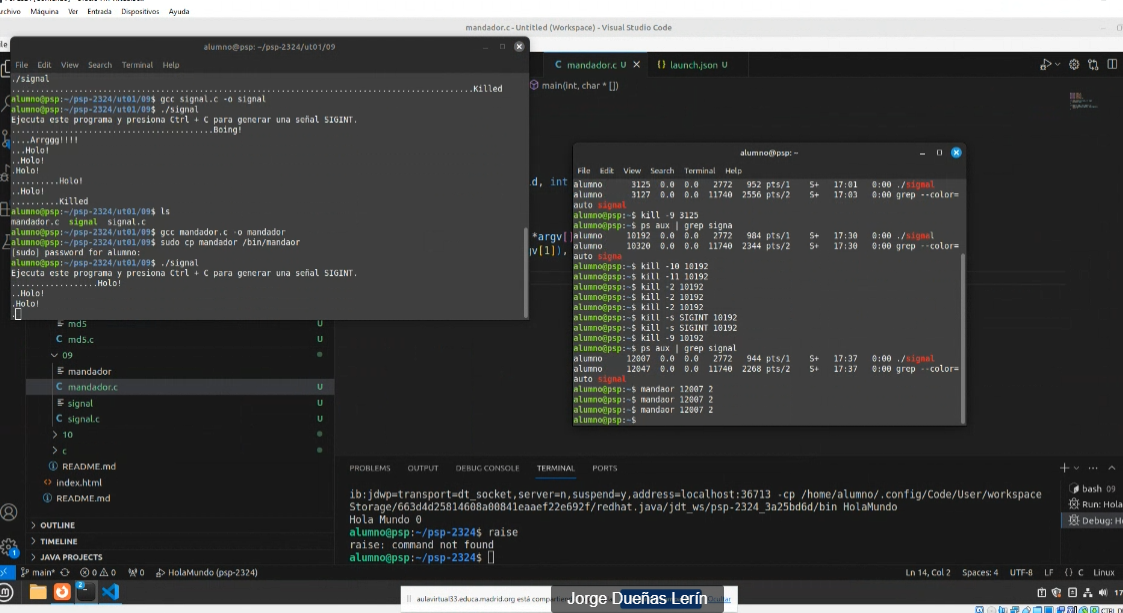 Archivo Máquina Ver Entrada Dispositivos Ayuda
mandador.c - Untitled (Workspace) - Visual Studio Code
alumno@psp: ~/psp-2324/ut01/09
File Edit View Search Terminal Help
./signal
....................................................................................Killed
alumno@psp:~/psp-2324/ut01/09$ gcc signal.c -o signal
alumno@psp:~/psp-2324/ut01/09$ ./signal
Ejecuta este programa y presiona Ctrl + C para generar una señal SIGINT.
.....................................Boing!
....Arrggg!!!!
...Holo!
..Holo!
.Holo!
..........Holo!
..Holo!
..........Killed
alumno@psp:~/psp-2324/ut01/09$ ls
mandador.c signal signal.c
alumno@psp:~/psp-2324/ut01/09$ gcc mandador.c -o mandador
alumno@psp:~/psp-2324/ut01/09$ sudo cp mandador /bin/mandaor
[sudo] password for alumno:
alumno@psp:~/psp-2324/ut01/09$ ./signal
Ejecuta este programa y presiona Ctrl + C para generar una señal SIGINT.
..................Holo!
..Holo!
.Holo!
mandador.c U
launch.json U
main(int, char * [])
d, int
*argv[]
v[1]),
alumno@psp: ~
File Edit View Search Terminal Help
alumno 3125 0.0 0.0 2772 952 pts/1 S+ 17:01 0:00 ./signal
alumno 3127 0.0 0.0 11740 2556 pts/2 S+ 17:03 0:00 grep --color=
auto signal
alumno@psp:~$ kill -9 3125
alumno@psp:~$ ps aux | grep signa
alumno 10192 0.0 0.0 2772 984 pts/1 S+ 17:30 0:00 ./signal
alumno 10320 0.0 0.0 11740 2344 pts/2 S+ 17:30 0:00 grep --color=
auto signa
alumno@psp:~$ kill -10 10192
alumno@psp:~$ kill -11 10192
alumno@psp:~$ kill -2 10192
alumno@psp:~$ kill -2 10192
alumno@psp:~$ kill -2 10192
alumno@psp:~$ kill -s SIGINT 10192
alumno@psp:~$ kill -s SIGINT 10192
alumno@psp:~$ kill -9 10192
alumno@psp:~$ ps aux | grep signal
alumno 12007 0.0 0.0 2772 944 pts/1 S+ 17:37 0:00 ./signal
alumno 12047 0.0 0.0 11740 2268 pts/2 S+ 17:37 0:00 grep --color=
auto signal
alumno@psp:~$ mandaor 12007 2
alumno@psp:~$ mandaor 12007 2
alumno@psp:~$ mandaor 12007 2
alumno@psp:~$
md5 U
md5.c U
09
mandador
mandador.c U
signal U
signal.c U
10
c
README.md
index.html
README.md
OUTLINE
TIMELINE
JAVA PROJECTS
PROBLEMS OUTPUT DEBUG CONSOLE TERMINAL PORTS
ib:jdwp=transport=dt_socket,server=n,suspend=y,address=localhost:36713 -cp /home/alumno/.config/Code/User/workspace
Storage/663d4d25814608a00841eaaef22e692f/redhat.java/jdt_ws/psp-2324_3a25bd6d/bin HolaMundo
Hola Mundo 0
alumno@psp:~/psp-2324$ raise
raise: command not found
alumno@psp:~/psp-2324$
bash 09
Run: Hola
Debug: Ho
main* 0 0 0 HolaMundo (psp-2324)
Ln 14, Col 2 Spaces: 4 UTF-8 LF {} C Linux
aulavirtual33.educa.madrid.org está compartien
Jorge Dueñas Lerín